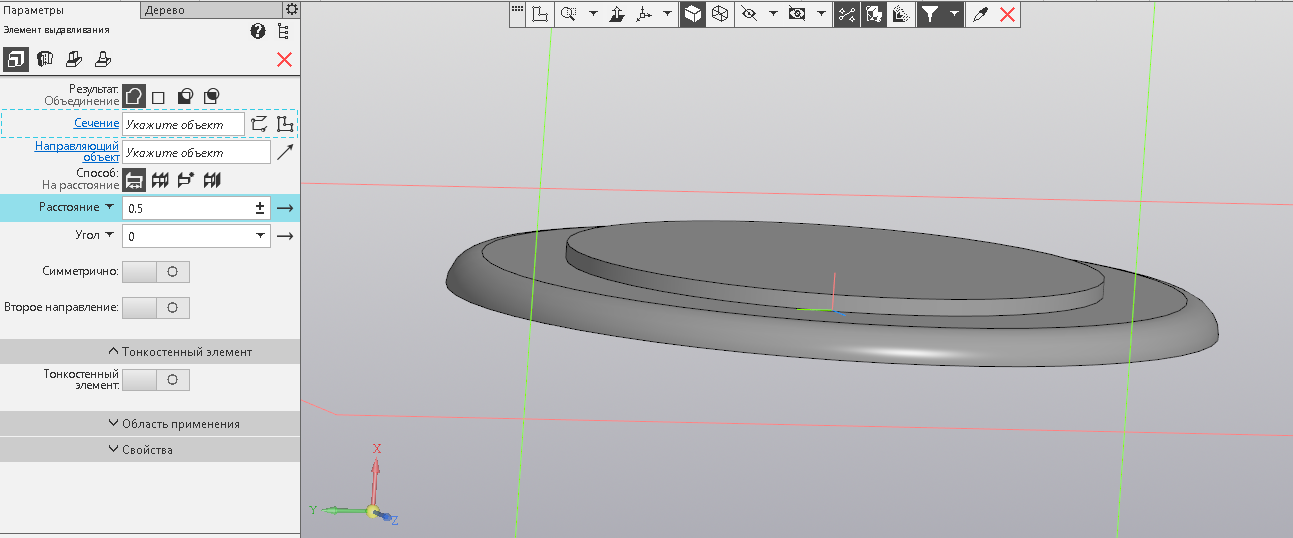 Параметры
Дерево
Элемент выдавливания
Результат:
Объединение
Сечение
Укажите объект
Направляющий
объект
Укажите объект
Способ:
На расстояние
Расстояние
0.5
Угол
0
Симметрично:
Второе направление:
Тонкостенный элемент
Тонкостенный
элемент:
Область применения
Свойства
X
Y
Z